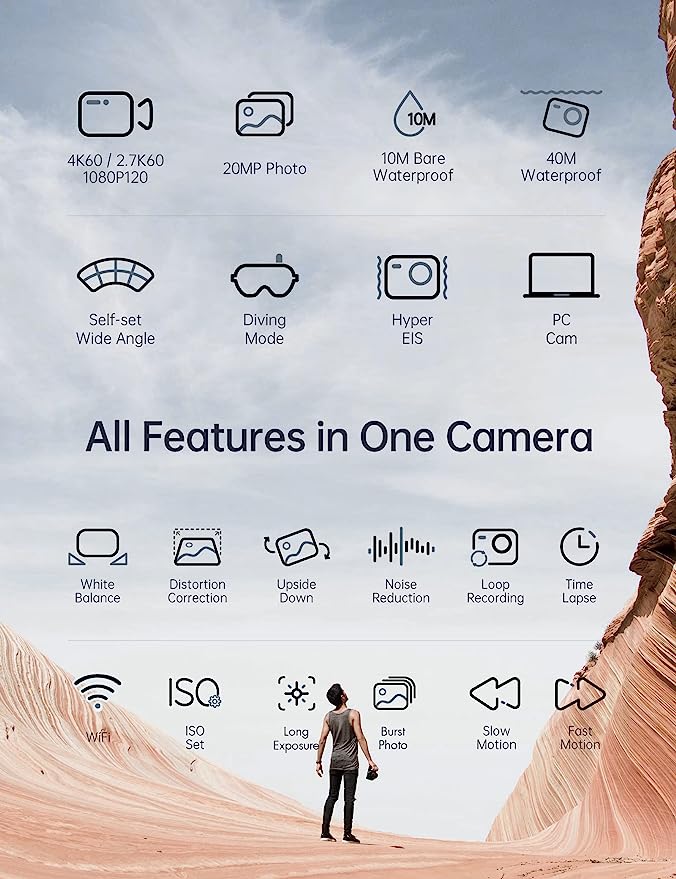 10M
4K60 / 2.7K60
1080P120
20MP Photo
10M Bare
Waterproof
40M
Waterproof
Self-set
Wide Angle
Diving
Mode
Hyper
EIS
PC
Cam
All Features in One Camera
White
Balance
Distortion
Correction
Upside
Down
Noise
Reduction
Loop
Recording
Time
Lapse
ISO
WiFi
ISO
Set
Long
Exposure
Burst
Photo
Slow
Motion
Fast
Motion